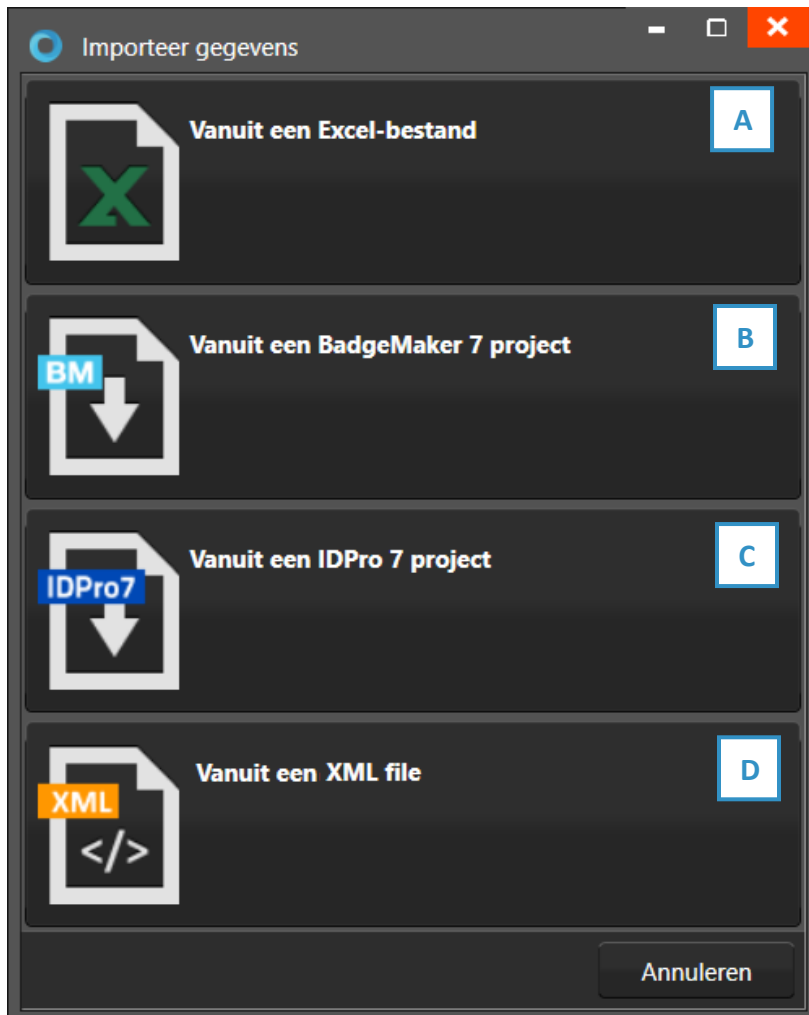 Importeer gegevens
Vanuit een Excel-bestand
A
X
Vanuit een BadgeMaker 7 project
B
BM
Vanuit een IDPro 7 project
C
IDPro7
Vanuit een XML file
D
XML
</>
Annuleren